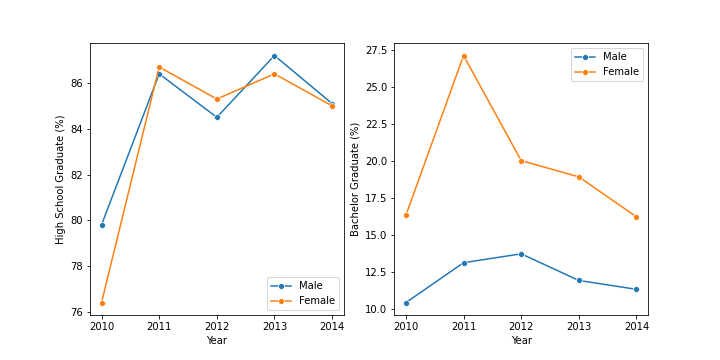 High School Graduate (%)
86
84
82
80
78
76
2010 2011 2012 2013 2014
Year
Male
Female
Bachelor Graduate (%)
27.5
25.0
22.5
20.0
17.5
15.0
12.5
10.0
2010 2011 2012 2013 2014
Year
Male
Female